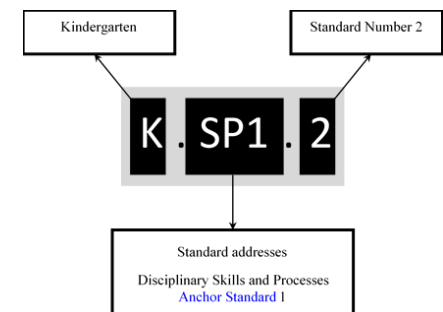 Kindergarten
Standard Number 2
K . SP1 . 2
Standard addresses
Disciplinary Skills and Processes
Anchor Standard 1